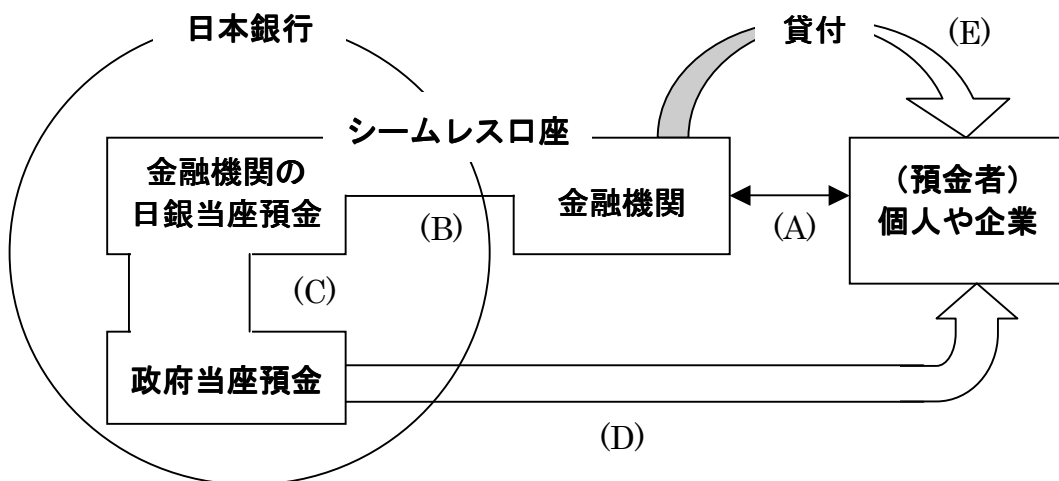 日本銀行
貸付
(E)
シームレス口座
金融機関の
日銀当座預金
金融機関
(預金者)
個人や企業
(A)
(B)
(C)
政府当座預金
(D)